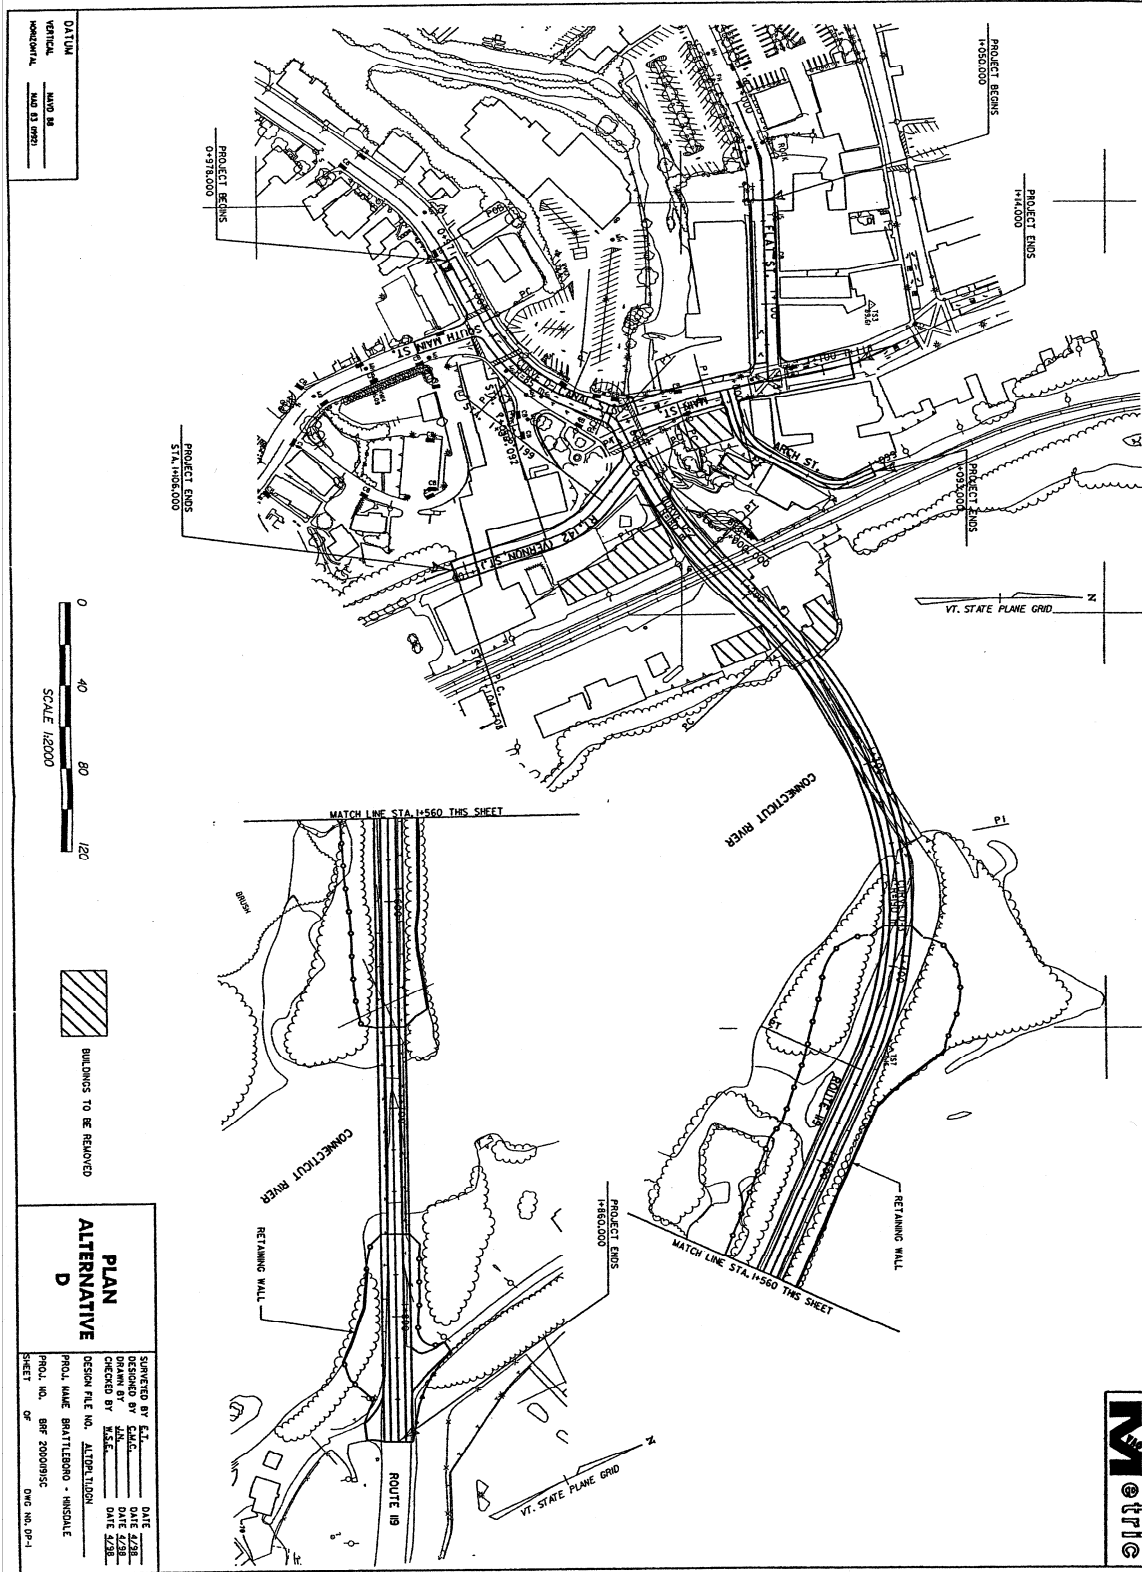 DATUM
VERTICAL NAVD 88
HORIZONTAL NAD 83 (1992)
PROJECT BEGINS
0+978.000
PROJECT BEGINS
1+050.000
PROJECT ENDS
1+14.000
PROJECT ENDS
1+093.000
PROJECT ENDS
STA. 1+106.000
FLAT ST.
MAIN ST.
ARCH ST.
SOUTH MAIN
ST.
CANAL
RT. 142 (VERNON ST.)
P.C.
PI
PC
PT
PI
N
VT. STATE PLANE GRID
0
40
80
120
SCALE 1:2000
CONNECTICUT RIVER
MATCH LINE STA. 1+560 THIS SHEET
BRUSH
ROUTE 119
RETAINING WALL
MATCH LINE STA. 1+560 THIS SHEET
BUILDINGS TO BE REMOVED
CONNECTICUT RIVER
RETAINING WALL
PROJECT ENDS
1+860.000
ROUTE 119
N
VT. STATE PLANE GRID
PLAN
ALTERNATIVE
D
SURVEYED BY E.T. DATE
DESIGNED BY C.M.C. DATE 4/98
DRAWN BY J.N. DATE 4/98
CHECKED BY W.S.E. DATE 4/98
DESIGN FILE NO. ALTDPL1.DGN
PROJ. NAME BRATTLEBORO - HINSDALE
PROJ. NO. BRF 2000(19)SC
SHEET OF DWG NO. DP-1
Metric